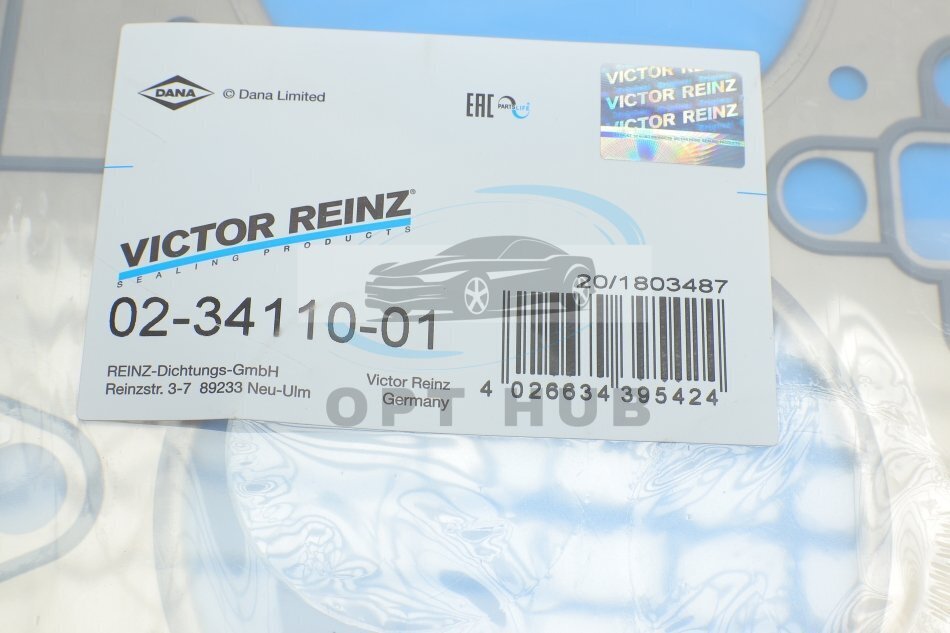 DANA
© Dana Limited
EAC
PARTSLIFE
VICTOR REINZ
VICTOR REINZ
VICTOR REINZ
VICTOR REINZ®
SEALING PRODUCTS
02-34110-01
20/1803487
REINZ-Dichtungs-GmbH
Reinzstr. 3-7 89233 Neu-Ulm
Victor Reinz
Germany
4 026634 395424
OPT HUB